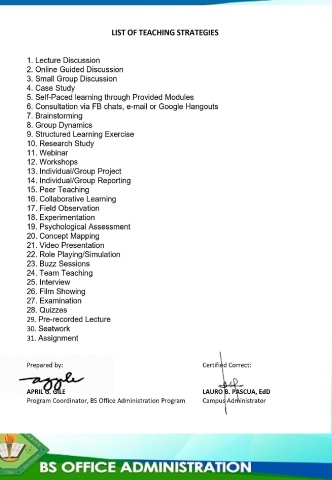 LIST OF TEACHING STRATEGIES
1. Lecture Discussion
2. Online Guided Discussion
3. Small Group Discussion
4. Case Study
5. Self-Paced learning through Provided Modules
6. Consultation via FB chats, e-mail or Google Hangouts
7. Brainstorming
8. Group Dynamics
9. Structured Learning Exercise
10. Research Study
11. Webinar
12. Workshops
13. Individual/Group Project
14. Individual/Group Reporting
15. Peer Teaching
16. Collaborative Learning
17. Field Observation
18. Experimentation
19. Psychological Assessment
20. Concept Mapping
21. Video Presentation
22. Role Playing/Simulation
23. Buzz Sessions
24. Team Teaching
25. Interview
26. Film Showing
27. Examination
28. Quizzes
29. Pre-recorded Lecture
30. Seatwork
31. Assignment
Prepared by: Certified Correct:
APRIL G. GILE LAURO B. PASCUA, EdD
Program Coordinator, BS Office Administration Program Campus Administrator
BS OFFICE ADMINISTRATION